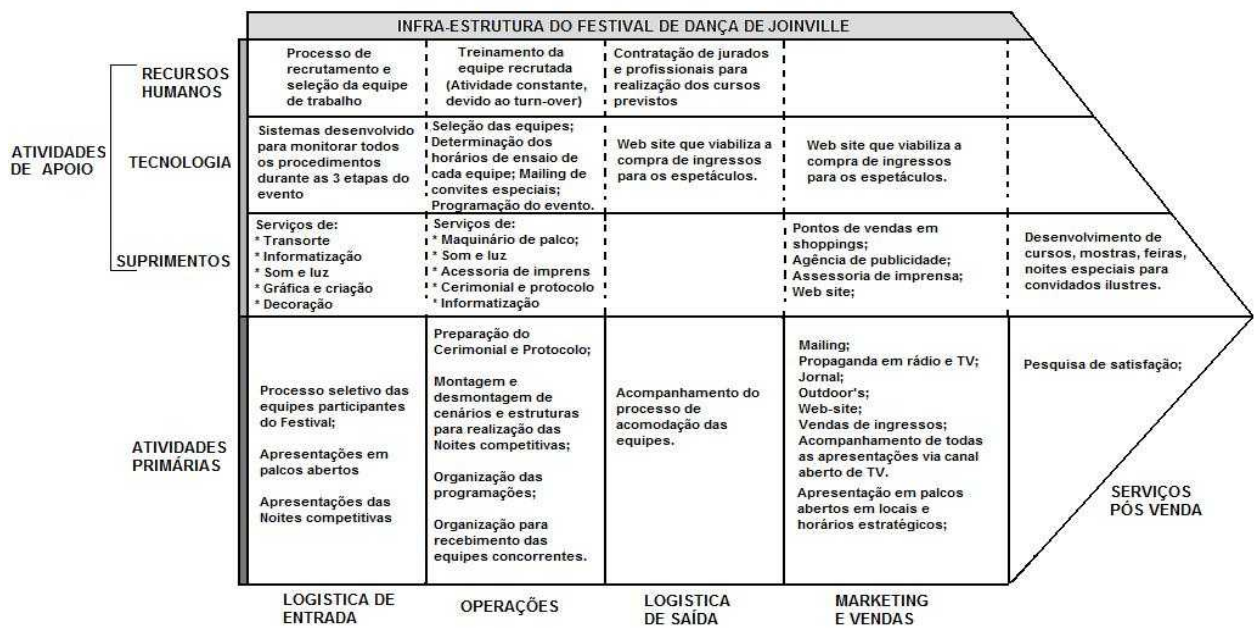 INFRA-ESTRUTURA DO FESTIVAL DE DANÇA DE JOINVILLE
ATIVIDADES
DE APOIO
RECURSOS
HUMANOS
Processo de
recrutamento e
seleção da equipe
de trabalho
Treinamento da
equipe recrutada
(Atividade constante,
devido ao turn-over)
Contratação de jurados
e profissionais para
realização dos cursos
previstos
TECNOLOGIA
Sistemas desenvolvido
para monitorar todos
os procedimentos
durante as 3 etapas do
evento
Seleção das equipes;
Determinação dos
horários de ensaio de
cada equipe; Mailing de
convites especiais;
Programação do evento.
Web site que viabiliza a
compra de ingressos
para os espetáculos.
Web site que viabiliza a
compra de ingressos
para os espetáculos.
SUPRIMENTOS
Serviços de:
* Transorte
* Informatização
* Som e luz
* Gráfica e criação
* Decoração
Serviços de:
* Maquinário de palco;
* Som e luz
* Acessoria de imprens
* Cerimonial e protocolo
* Informatização
Pontos de vendas em
shoppings;
Agência de publicidade;
Assessoria de imprensa;
Web site;
Desenvolvimento de
cursos, mostras, feiras,
noites especiais para
convidados ilustres.
ATIVIDADES
PRIMÁRIAS
Processo seletivo das
equipes participantes
do Festival;
Apresentações em
palcos abertos
Apresentações das
Noites competitivas
Preparação do
Cerimonial e Protocolo;
Montagem e
desmontagem de
cenários e estruturas
para realização das
Noites competitivas;
Organização das
programações;
Organização para
recebimento das
equipes concorrentes.
Acompanhamento do
processo de
acomodação das
equipes.
Mailing;
Propaganda em rádio e TV;
Jornal;
Outdoor's;
Web-site;
Vendas de ingressos;
Acompanhamento de todas
as apresentações via canal
aberto de TV.
Apresentação em palcos
abertos em locais e
horários estratégicos;
Pesquisa de satisfação;
SERVIÇOS
PÓS VENDA
LOGISTICA DE
ENTRADA
OPERAÇÕES
LOGISTICA
DE SAÍDA
MARKETING
E VENDAS